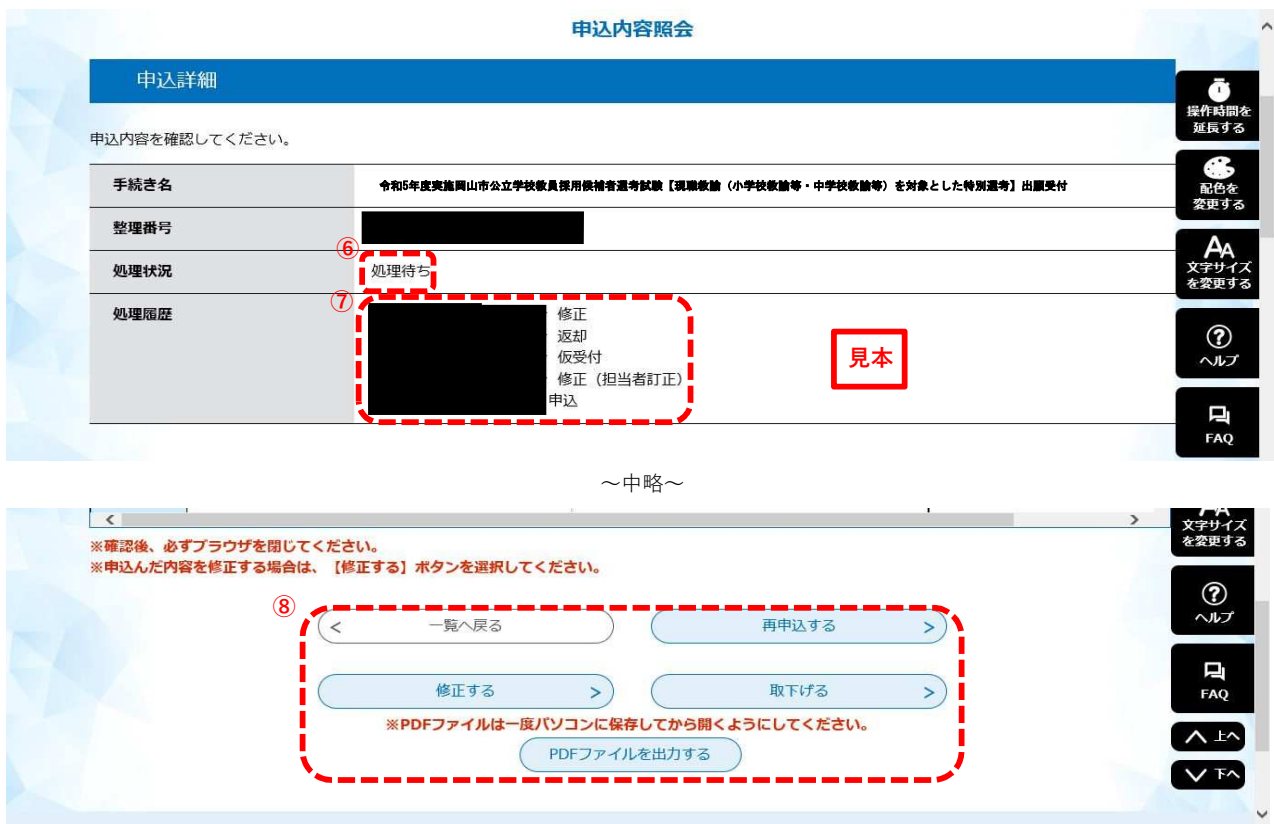 申込内容照会
申込詳細
申込内容を確認してください。
手続き名
令和5年度実施岡山市公立学校教員採用候補者選考試験【現職教諭（小学校教諭等・中学校教諭等）を対象とした特別選考】出願受付
整理番号
⑥
処理状況
処理待ち
⑦
処理履歴
修正
返却
仮受付
修正（担当者訂正）
申込
見本
操作時間を
延長する
配色を
変更する
AA
文字サイズ
を変更する
?
ヘルプ
FAQ
～中略～
※確認後、必ずブラウザを閉じてください。
※申込んだ内容を修正する場合は、【修正する】ボタンを選択してください。
⑧
< 一覧へ戻る
再申込する >
修正する >
取下げる >
※PDFファイルは一度パソコンに保存してから開くようにしてください。
PDFファイルを出力する
AA
文字サイズ
を変更する
?
ヘルプ
FAQ
上へ
下へ